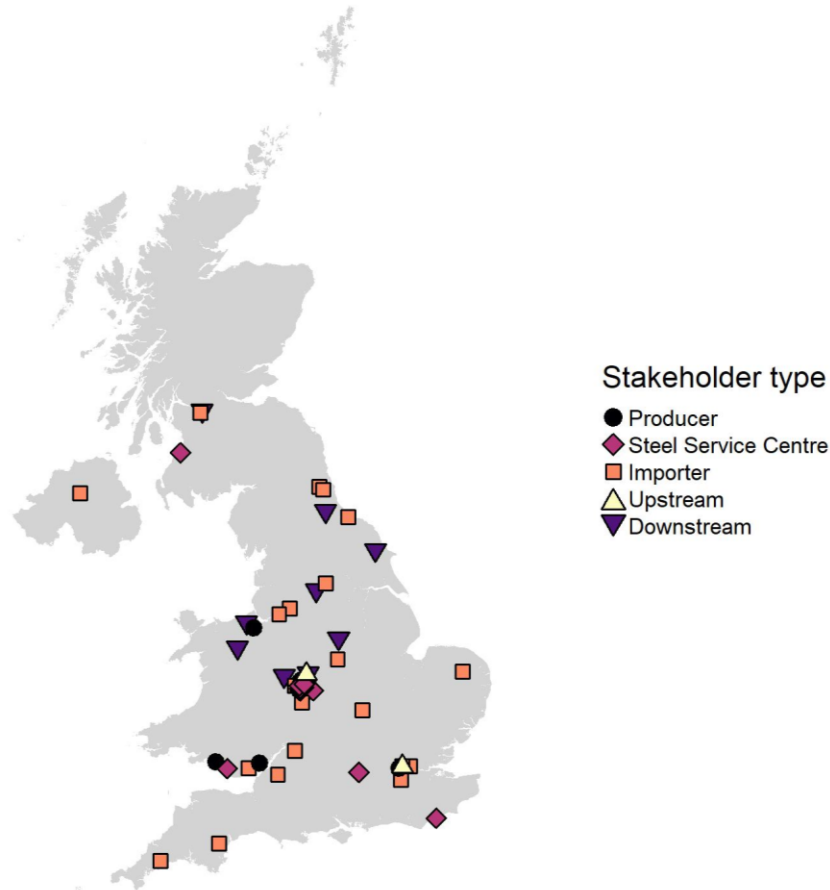 Stakeholder type
Producer
Steel Service Centre
Importer
Upstream
Downstream